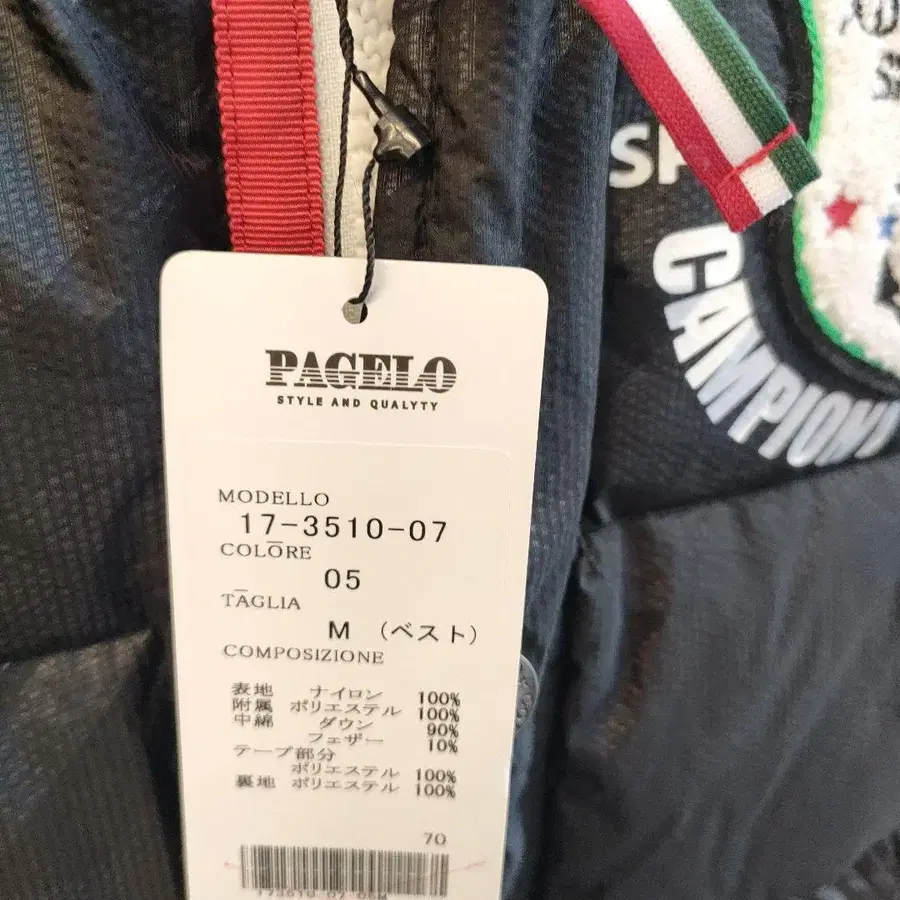 PAGELO
STYLE AND QUALYTY
MODELLO
17-3510-07
COLORE
05
TAGLIA
M (ベスト)
COMPOSIZIONE
表地 ナイロン 100%
附属 ポリエステル 100%
中綿 ダウン 90%
フェザー 10%
テープ部分
ポリエステル 100%
裏地 ポリエステル 100%
70
CAMPION